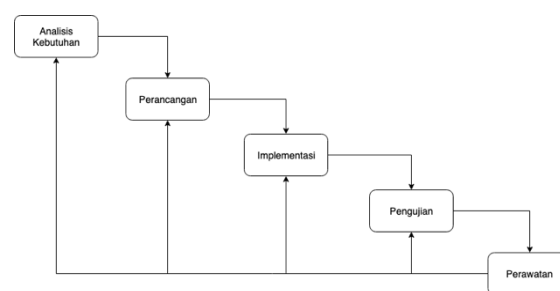 Analisis
Kebutuhan
Perancangan
Implementasi
Pengujian
Perawatan